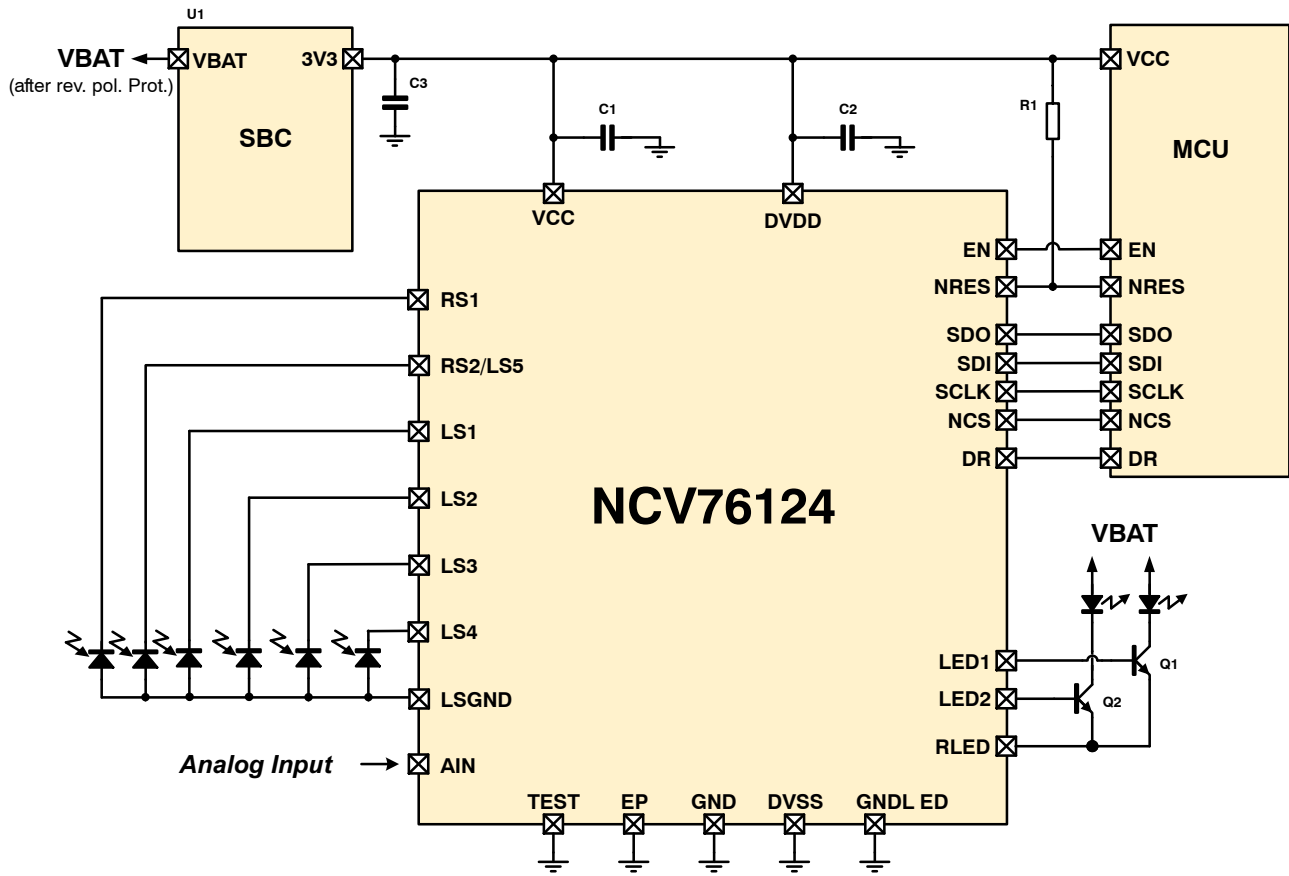 U1
VBAT
(after rev. pol. Prot.)
VBAT
3V3
SBC
C3
C1
C2
R1
VCC
MCU
VCC
DVDD
EN
EN
NRES
NRES
RS1
SDO
SDO
RS2/LS5
SDI
SDI
SCLK
SCLK
LS1
NCS
NCS
DR
DR
LS2
NCV76124
VBAT
LS3
LS4
LED1
Q1
LSGND
LED2
Q2
RLED
Analog Input
AIN
TEST
EP
GND
DVSS
GNDL ED